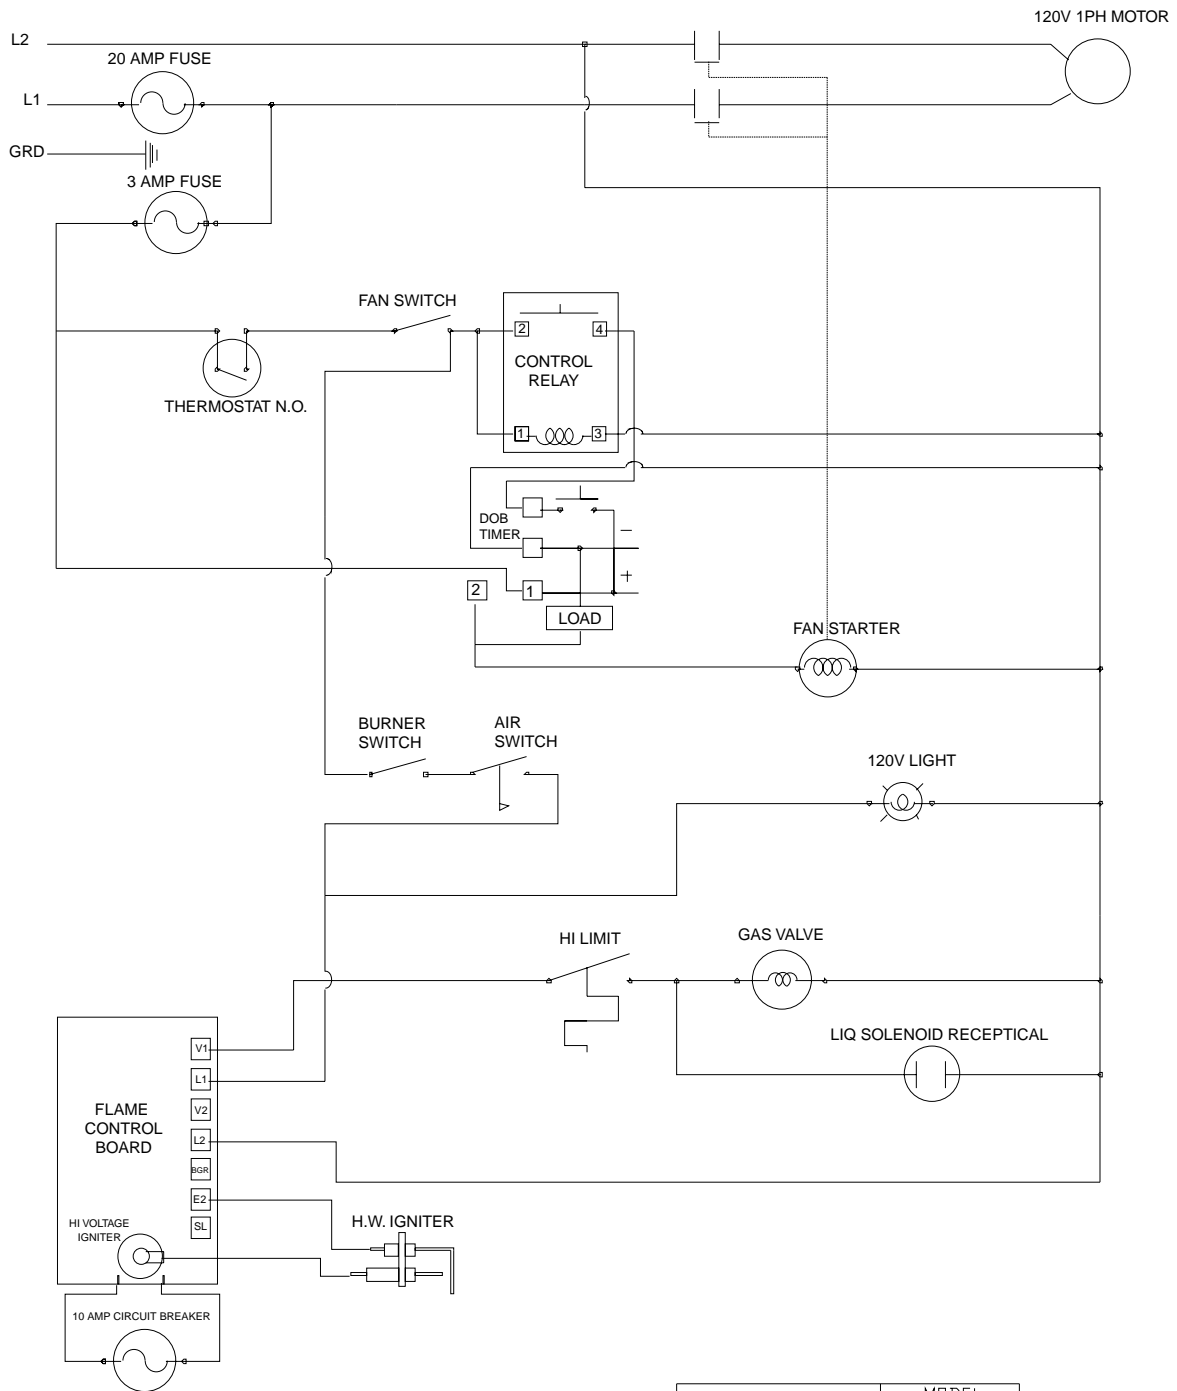 120V 1PH MOTOR
L2
20 AMP FUSE
L1
GRD
3 AMP FUSE
FAN SWITCH
2
4
CONTROL
RELAY
THERMOSTAT N.O.
1
3
DOB
TIMER
−
+
2
1
LOAD
FAN STARTER
BURNER
SWITCH
AIR
SWITCH
120V LIGHT
HI LIMIT
GAS VALVE
LIQ SOLENOID RECEPTICAL
V1
L1
V2
L2
BGR
E2
SL
FLAME
CONTROL
BOARD
HI VOLTAGE
IGNITER
H.W. IGNITER
10 AMP CIRCUIT BREAKER
MODEL